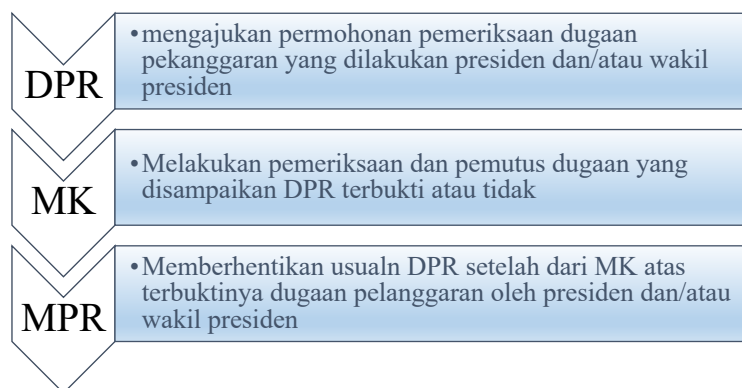 DPR
•mengajukan permohonan pemeriksaan dugaan
pekanggaran yang dilakukan presiden dan/atau wakil
presiden
MK
•Melakukan pemeriksaan dan pemutus dugaan yang
disampaikan DPR terbukti atau tidak
MPR
•Memberhentikan usualn DPR setelah dari MK atas
terbuktinya dugaan pelanggaran oleh presiden dan/atau
wakil presiden